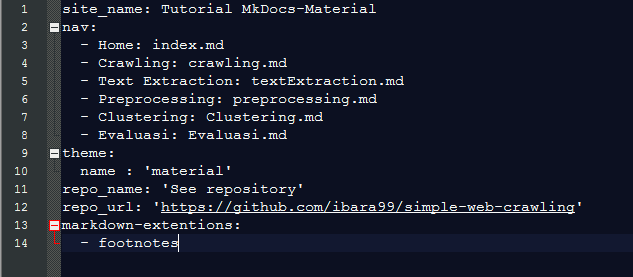 1 site_name: Tutorial MkDocs-Material
2 nav:
3   - Home: index.md
4   - Crawling: crawling.md
5   - Text Extraction: textExtraction.md
6   - Preprocessing: preprocessing.md
7   - Clustering: Clustering.md
8   - Evaluasi: Evaluasi.md
9 theme:
10   name : 'material'
11 repo_name: 'See repository'
12 repo_url: 'https://github.com/ibara99/simple-web-crawling'
13 markdown-extentions:
14   - footnotes